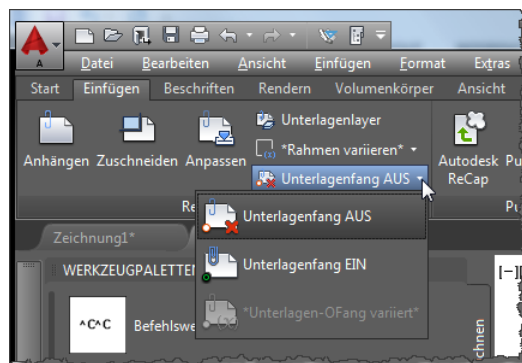 A
Datei Bearbeiten Ansicht Einfügen Format Extras
Start Einfügen Beschriften Rendern Volumenkörper Ansicht
Unterlagenlayer
*Rahmen variieren*
Anhängen Zuschneiden Anpassen
Autodesk
ReCap
Unterlagenfang AUS
Unterlagenfang AUS
Zeichnung1*
WERKZEUGPALETTEN
Unterlagenfang EIN
[-]
^C^C Befehlswe
*Unterlagen-OFang variiert*